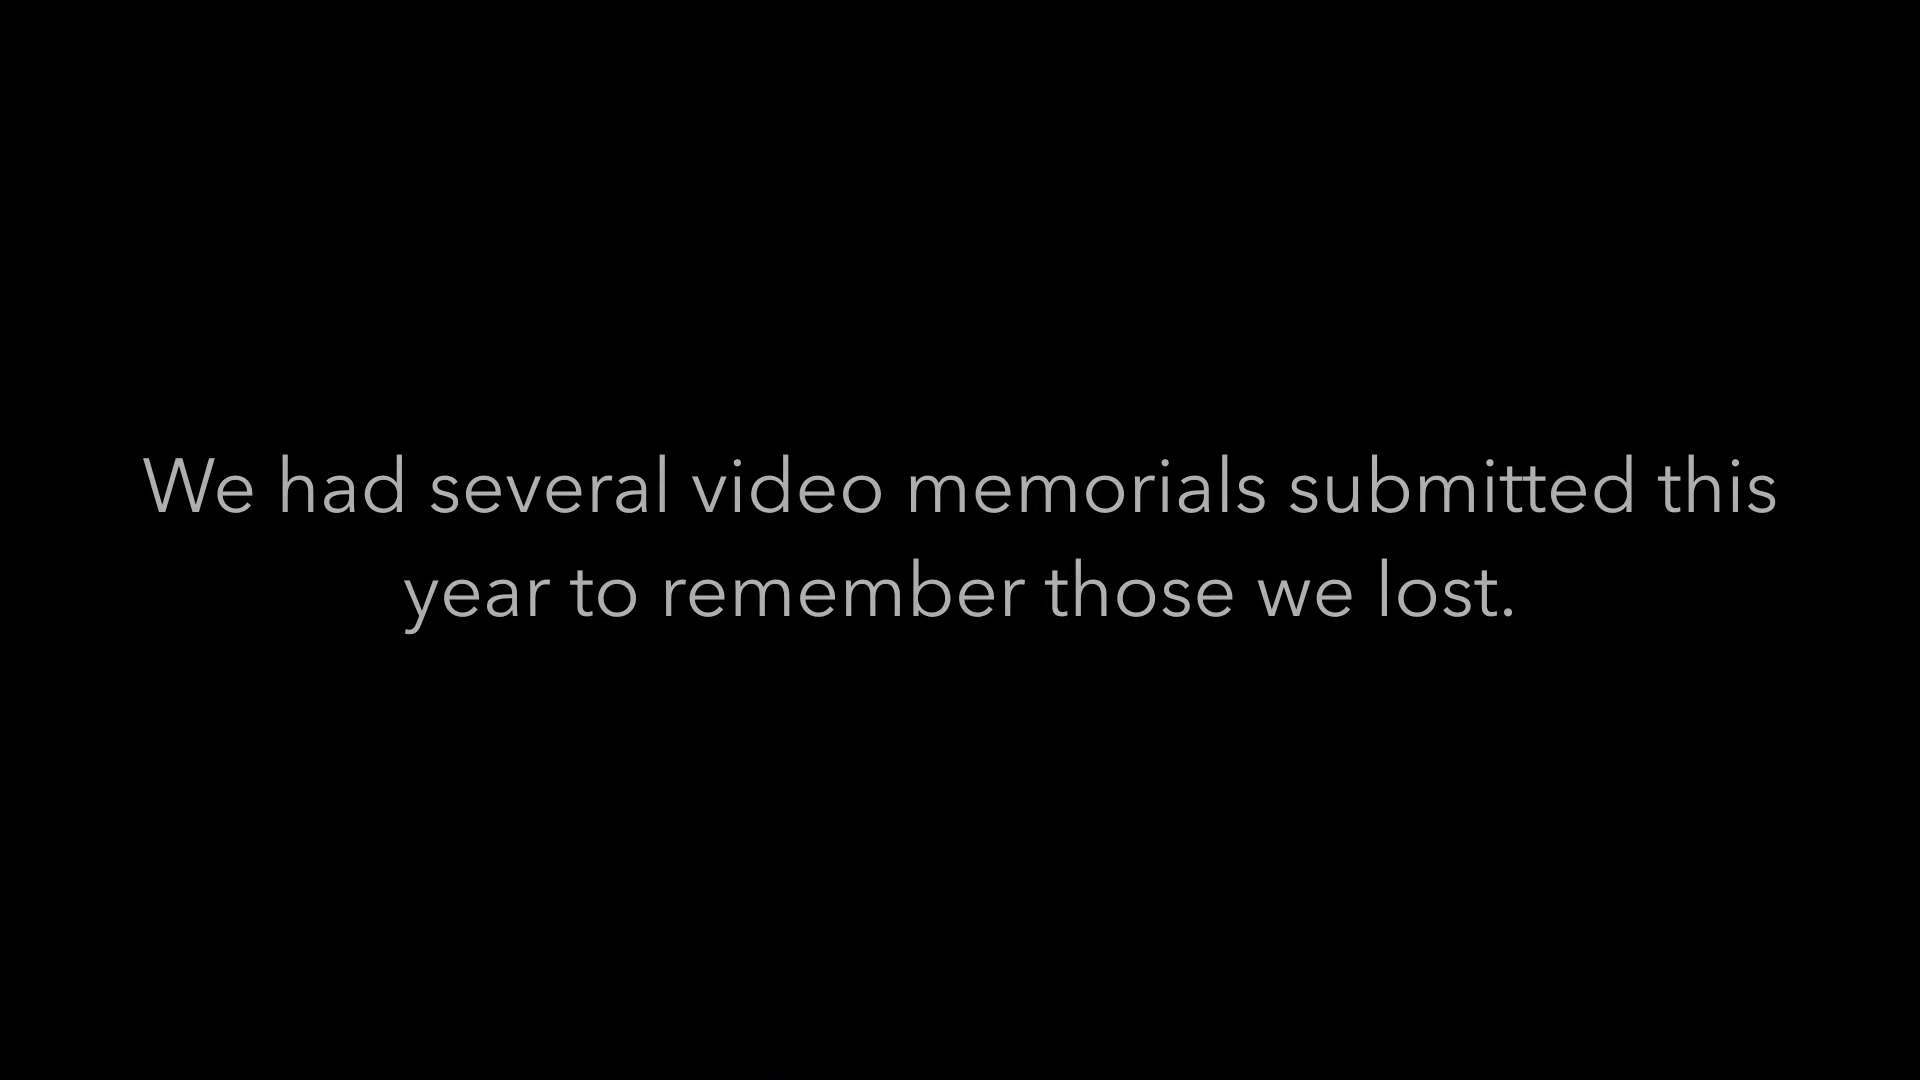 We had several video memorials submitted this
year to remember those we lost.